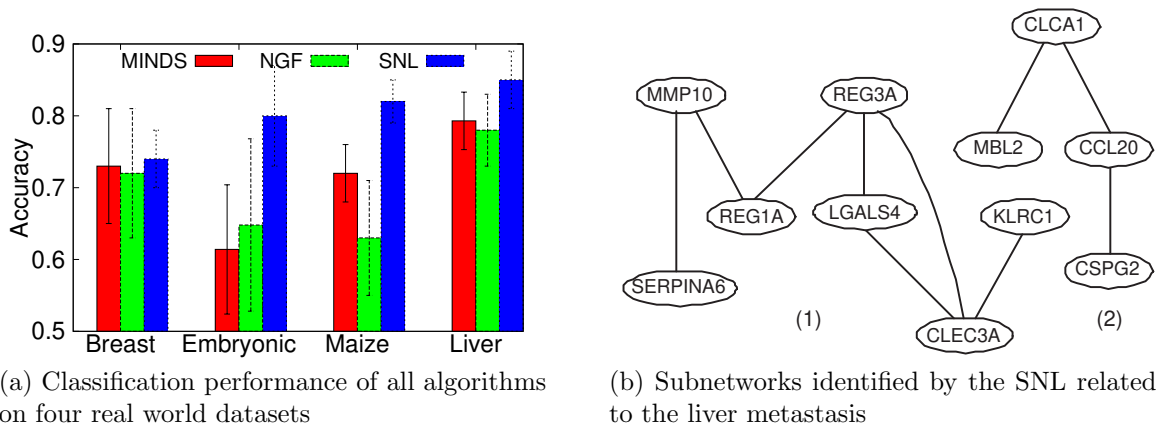 0.9
0.8
0.7
0.6
0.5
Accuracy
MINDS NGF SNL
Breast Embryonic Maize Liver
CLCA1
MMP10 REG3A
MBL2 CCL20
REG1A LGALS4 KLRC1
SERPINA6 CSPG2
(1) (2)
CLEC3A
(a) Classification performance of all algorithms
on four real world datasets
(b) Subnetworks identified by the SNL related
to the liver metastasis